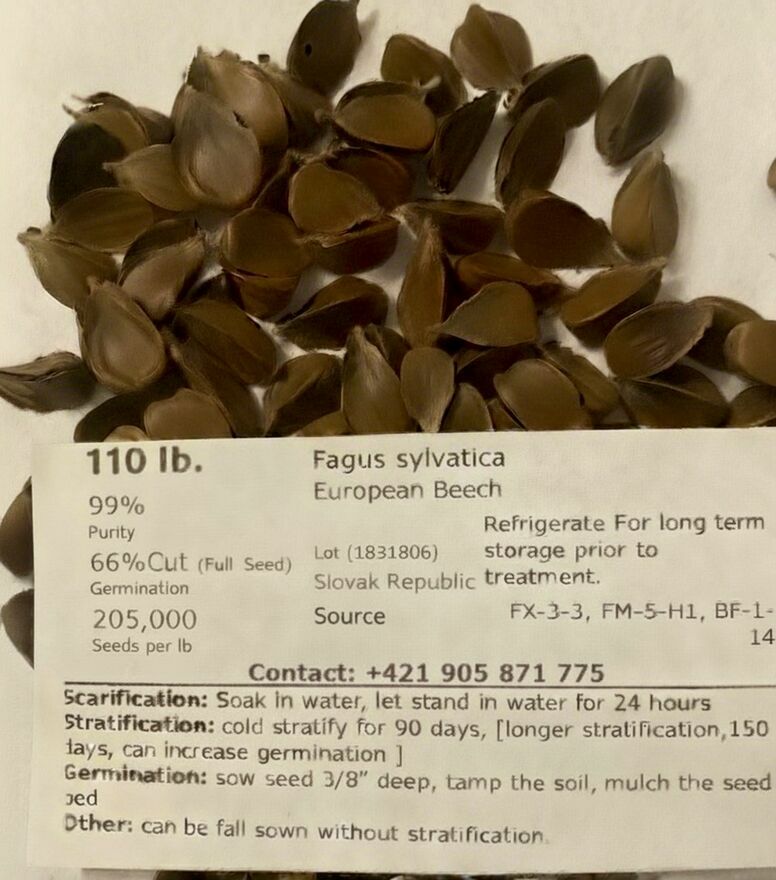 110 lb.
Fagus sylvatica
99%
European Beech
Purity
Refrigerate For long term
storage prior to
treatment.
66%Cut (Full Seed)
Lot (1831806)
Germination
Slovak Republic
205,000
Source
FX-3-3, FM-5-H1, BF-1-
14
Seeds per lb
Contact: +421 905 871 775
Scarification: Soak in water, let stand in water for 24 hours
Stratification: cold stratify for 90 days, [longer stratification,150
days, can increase germination ]
Germination: sow seed 3/8” deep, tamp the soil, mulch the seed
bed
Other: can be fall sown without stratification.